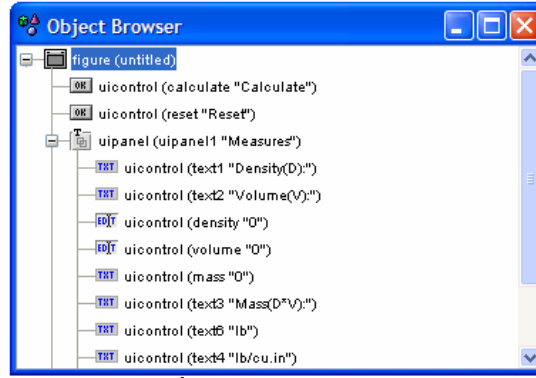 Object Browser
figure (untitled)
OK uicontrol (calculate "Calculate")
OK uicontrol (reset "Reset")
T uipanel (uipanel1 "Measures")
TXT uicontrol (text1 "Density(D):")
TXT uicontrol (text2 "Volume(V):")
EDIT uicontrol (density "0")
EDIT uicontrol (volume "0")
TXT uicontrol (mass "0")
TXT uicontrol (text3 "Mass(D*V):")
TXT uicontrol (text6 "lb")
TXT uicontrol (text4 "lb/cu.in")